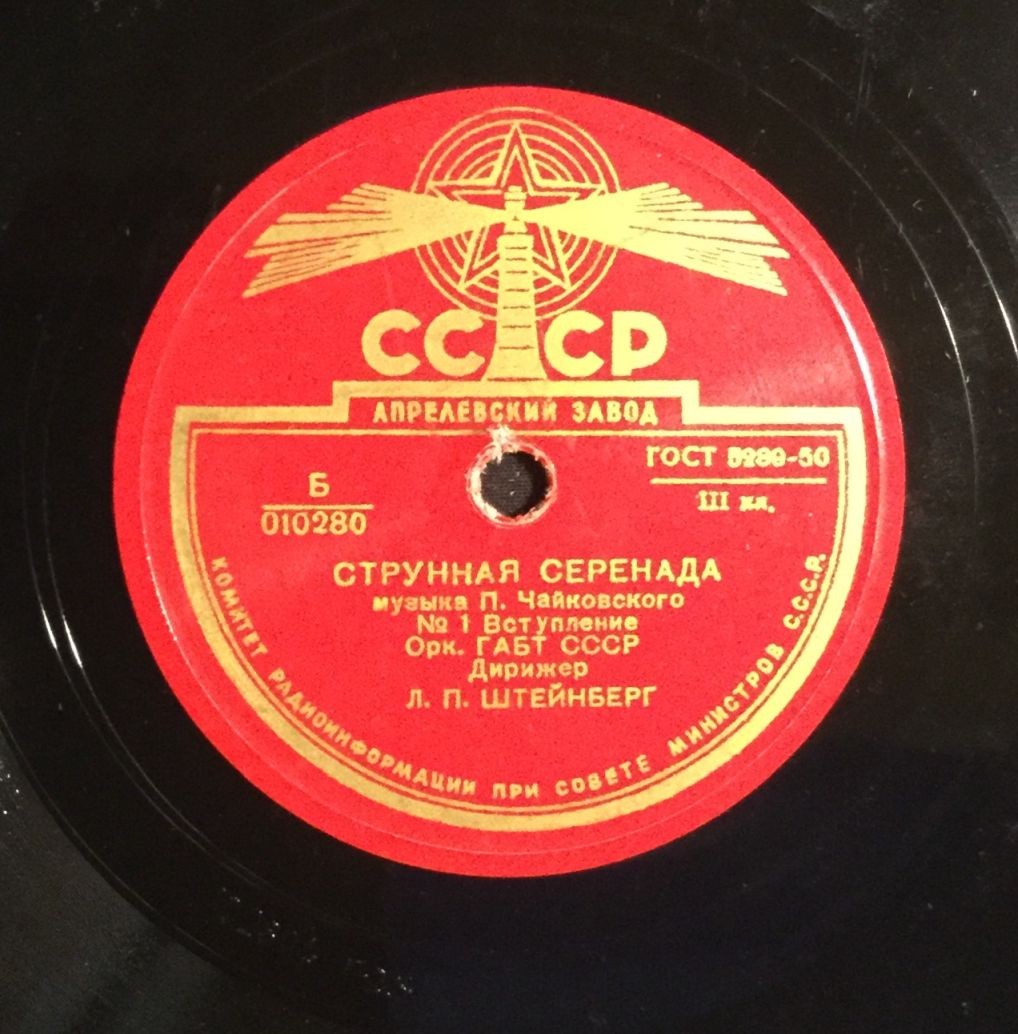 СССР
АПРЕЛЕВСКИЙ ЗАВОД
Б
010280
ГОСТ 5289-50
III кл.
СТРУННАЯ СЕРЕНАДА
музыка П. Чайковского
№ 1 Вступление
Орк. ГАБТ СССР
Дирижер
Л. П. ШТЕЙНБЕРГ
КОМИТЕТ РАДИОИНФОРМАЦИИ ПРИ СОВЕТЕ МИНИСТРОВ С.С.С.Р.